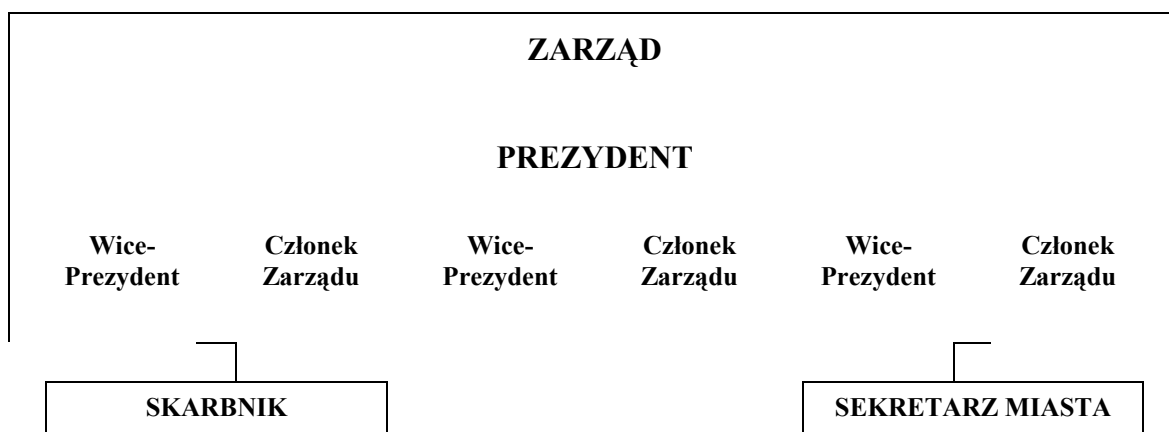 ZARZĄD
PREZYDENT
Wice- Członek Wice- Członek Wice- Członek
Prezydent Zarządu Prezydent Zarządu Prezydent Zarządu
SKARBNIK SEKRETARZ MIASTA